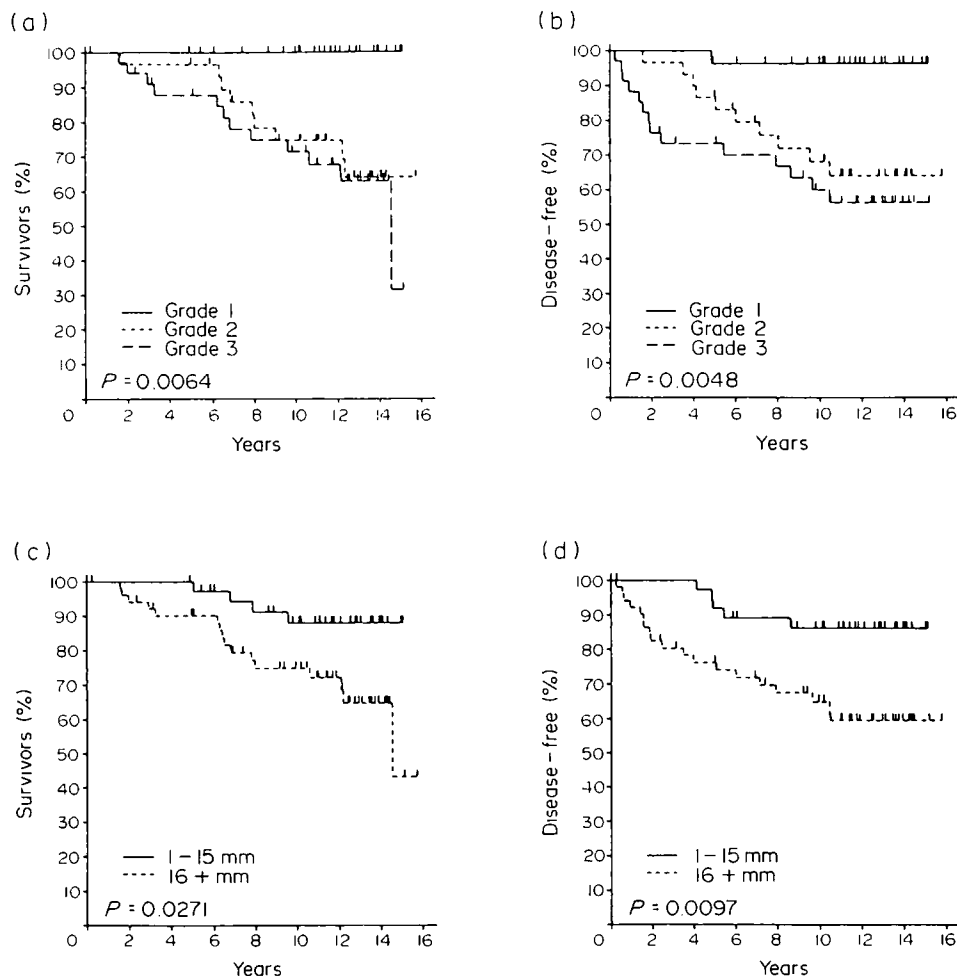 (a)
100
90
80
70
60
50
40
30
20
10
0
2
4
6
8
10
12
14
16
Survivors (%)
Years
Grade 1
Grade 2
Grade 3
P = 0.0064
(b)
100
90
80
70
60
50
40
30
20
10
0
2
4
6
8
10
12
14
16
Disease-free (%)
Years
Grade 1
Grade 2
Grade 3
P = 0.0048
(c)
100
90
80
70
60
50
40
30
20
10
0
2
4
6
8
10
12
14
16
Survivors (%)
Years
1-15 mm
16+ mm
P = 0.0271
(d)
100
90
80
70
60
50
40
30
20
10
0
2
4
6
8
10
12
14
16
Disease-free (%)
Years
1-15 mm
16+ mm
P = 0.0097